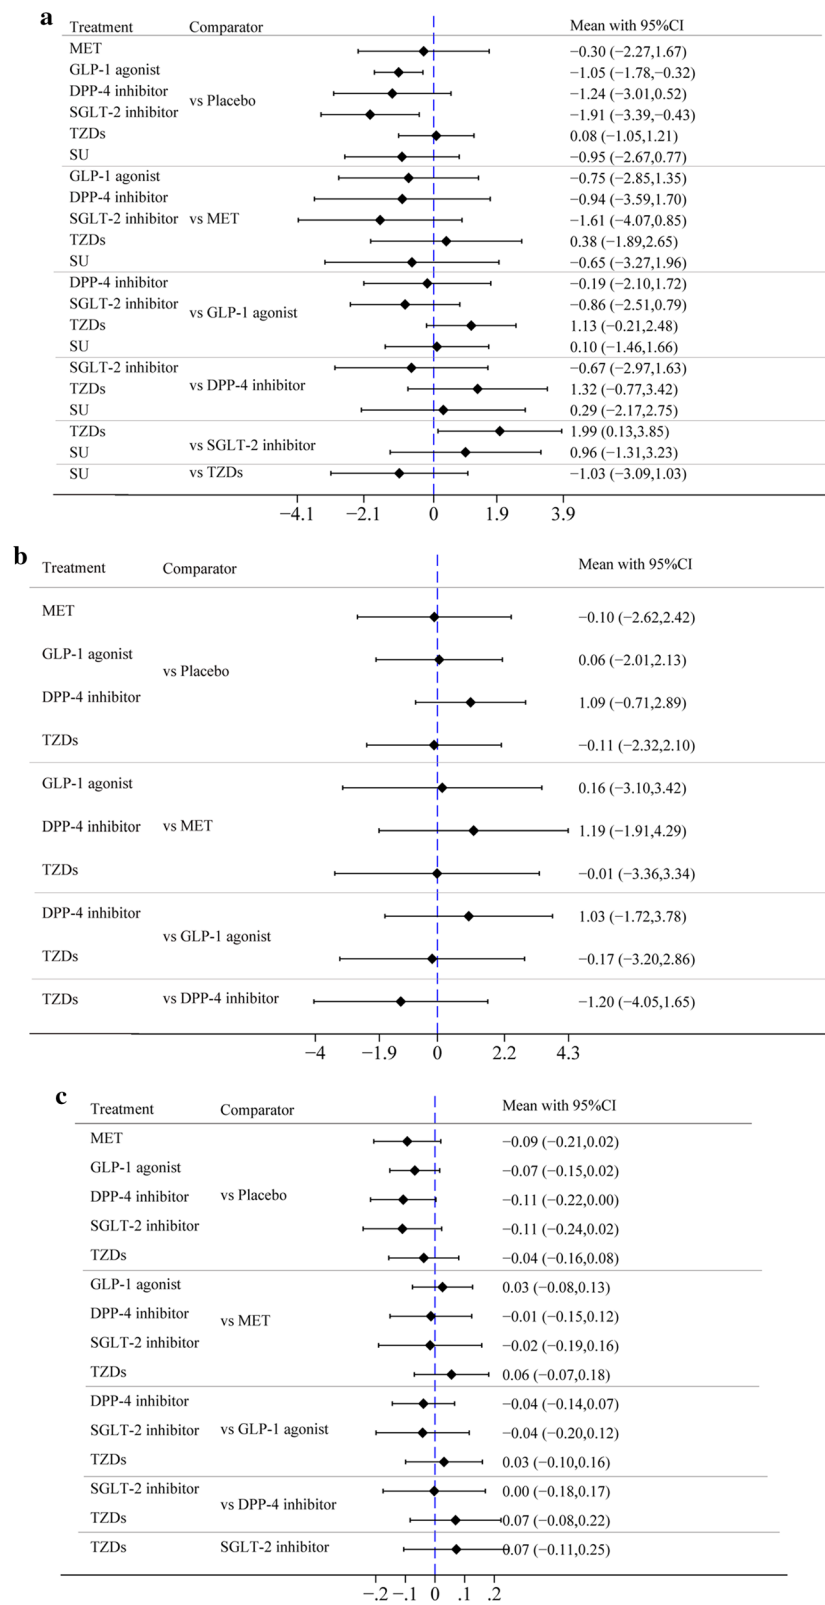 a
Treatment Comparator Mean with 95%CI
MET −0.30 (−2.27,1.67)
GLP-1 agonist −1.05 (−1.78,−0.32)
DPP-4 inhibitor −1.24 (−3.01,0.52)
vs Placebo
SGLT-2 inhibitor −1.91 (−3.39,−0.43)
TZDs 0.08 (−1.05,1.21)
SU −0.95 (−2.67,0.77)
GLP-1 agonist −0.75 (−2.85,1.35)
DPP-4 inhibitor −0.94 (−3.59,1.70)
SGLT-2 inhibitor vs MET −1.61 (−4.07,0.85)
TZDs 0.38 (−1.89,2.65)
SU −0.65 (−3.27,1.96)
DPP-4 inhibitor −0.19 (−2.10,1.72)
SGLT-2 inhibitor −0.86 (−2.51,0.79)
vs GLP-1 agonist
TZDs 1.13 (−0.21,2.48)
SU 0.10 (−1.46,1.66)
SGLT-2 inhibitor −0.67 (−2.97,1.63)
TZDs vs DPP-4 inhibitor 1.32 (−0.77,3.42)
SU 0.29 (−2.17,2.75)
TZDs 1.99 (0.13,3.85)
vs SGLT-2 inhibitor
SU 0.96 (−1.31,3.23)
SU vs TZDs −1.03 (−3.09,1.03)
−4.1 −2.1 0 1.9 3.9
b
Treatment Comparator Mean with 95%CI
MET −0.10 (−2.62,2.42)
GLP-1 agonist 0.06 (−2.01,2.13)
vs Placebo
DPP-4 inhibitor 1.09 (−0.71,2.89)
TZDs −0.11 (−2.32,2.10)
GLP-1 agonist 0.16 (−3.10,3.42)
DPP-4 inhibitor vs MET 1.19 (−1.91,4.29)
TZDs −0.01 (−3.36,3.34)
DPP-4 inhibitor 1.03 (−1.72,3.78)
vs GLP-1 agonist
TZDs −0.17 (−3.20,2.86)
TZDs vs DPP-4 inhibitor −1.20 (−4.05,1.65)
−4 −1.9 0 2.2 4.3
c
Treatment Comparator Mean with 95%CI
MET −0.09 (−0.21,0.02)
GLP-1 agonist −0.07 (−0.15,0.02)
DPP-4 inhibitor vs Placebo −0.11 (−0.22,0.00)
SGLT-2 inhibitor −0.11 (−0.24,0.02)
TZDs −0.04 (−0.16,0.08)
GLP-1 agonist 0.03 (−0.08,0.13)
DPP-4 inhibitor −0.01 (−0.15,0.12)
vs MET
SGLT-2 inhibitor −0.02 (−0.19,0.16)
TZDs 0.06 (−0.07,0.18)
DPP-4 inhibitor −0.04 (−0.14,0.07)
SGLT-2 inhibitor vs GLP-1 agonist −0.04 (−0.20,0.12)
TZDs 0.03 (−0.10,0.16)
SGLT-2 inhibitor 0.00 (−0.18,0.17)
vs DPP-4 inhibitor
TZDs 0.07 (−0.08,0.22)
TZDs SGLT-2 inhibitor 0.07 (−0.11,0.25)
−.2 −.1 0 .1 .2